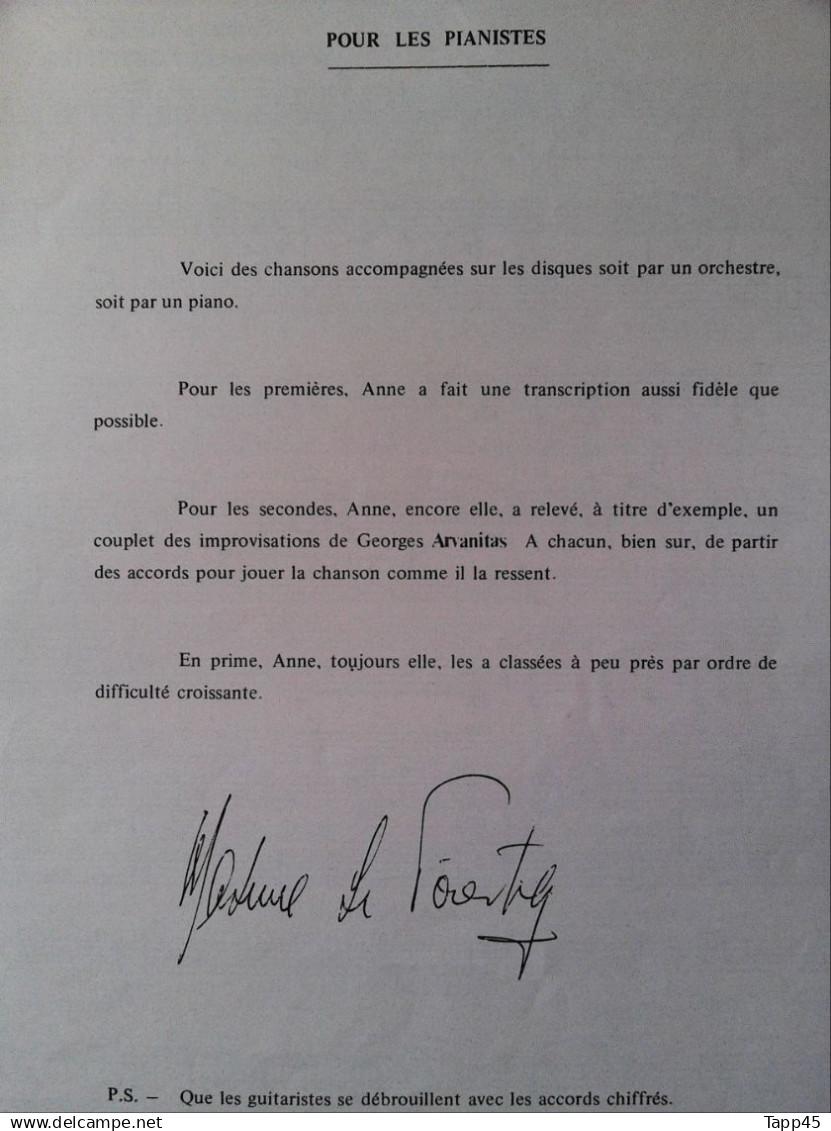 POUR LES PIANISTES
Voici des chansons accompagnées sur les disques soit par un orchestre,
soit par un piano.
Pour les premières, Anne a fait une transcription aussi fidèle que
possible.
Pour les secondes, Anne, encore elle, a relevé, à titre d'exemple, un
couplet des improvisations de Georges Arvanitas A chacun, bien sur, de partir
des accords pour jouer la chanson comme il la ressent.
En prime, Anne, toujours elle, les a classées à peu près par ordre de
difficulté croissante.
Maxime Le Forestier
P.S. – Que les guitaristes se débrouillent avec les accords chiffrés.
Tapp45